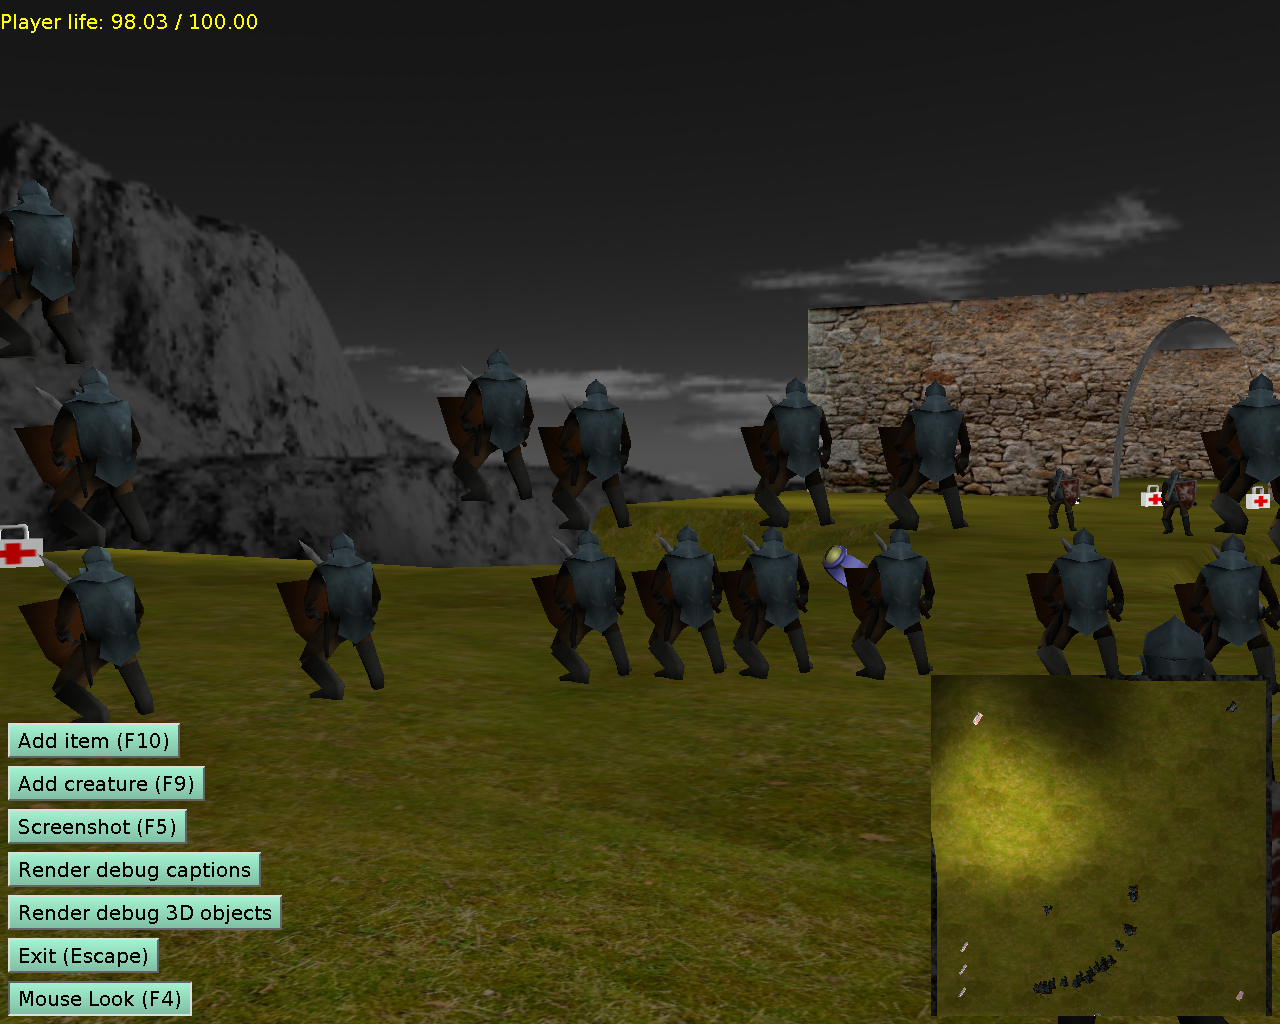 Player life: 98.03 / 100.00
Add item (F10)
Add creature (F9)
Screenshot (F5)
Render debug captions
Render debug 3D objects
Exit (Escape)
Mouse Look (F4)